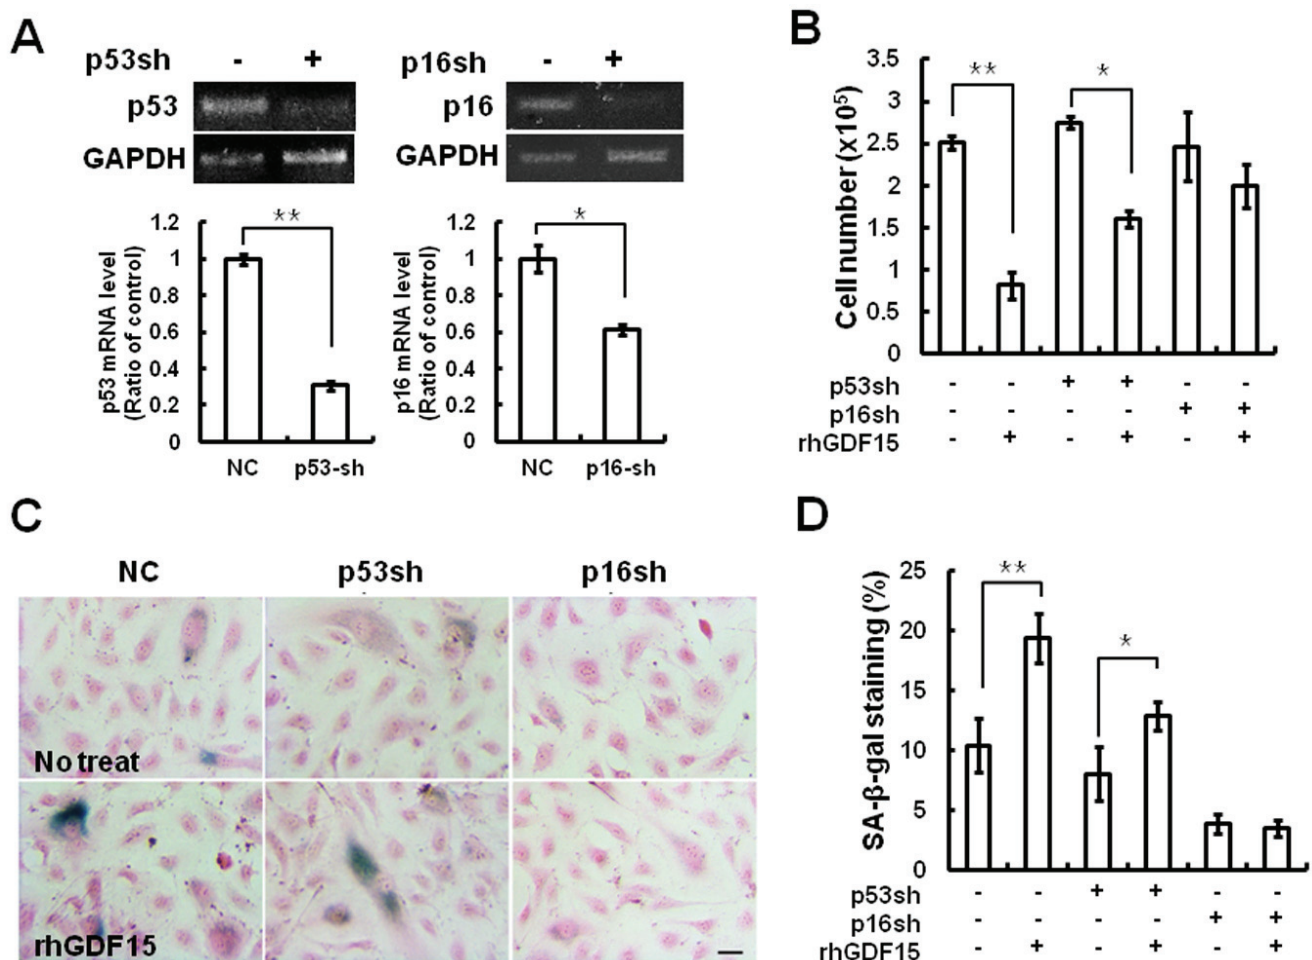 A
p53sh - +
p53
GAPDH
p16sh - +
p16
GAPDH
p53 mRNA level
(Ratio of control)
1.2
1
0.8
0.6
0.4
0.2
0
**
NC p53-sh
p16 mRNA level
(Ratio of control)
1.2
1
0.8
0.6
0.4
0.2
0
*
NC p16-sh
B
Cell number (x10⁵)
3.5
3
2.5
2
1.5
1
0.5
0
** *
p53sh - - + + - -
p16sh - - - - + +
rhGDF15 - + - + - +
C
NC p53sh p16sh
No treat
rhGDF15
D
SA-β-gal staining (%)
25
20
15
10
5
0
** *
p53sh - - + + - -
p16sh - - - - + +
rhGDF15 - + - + - +